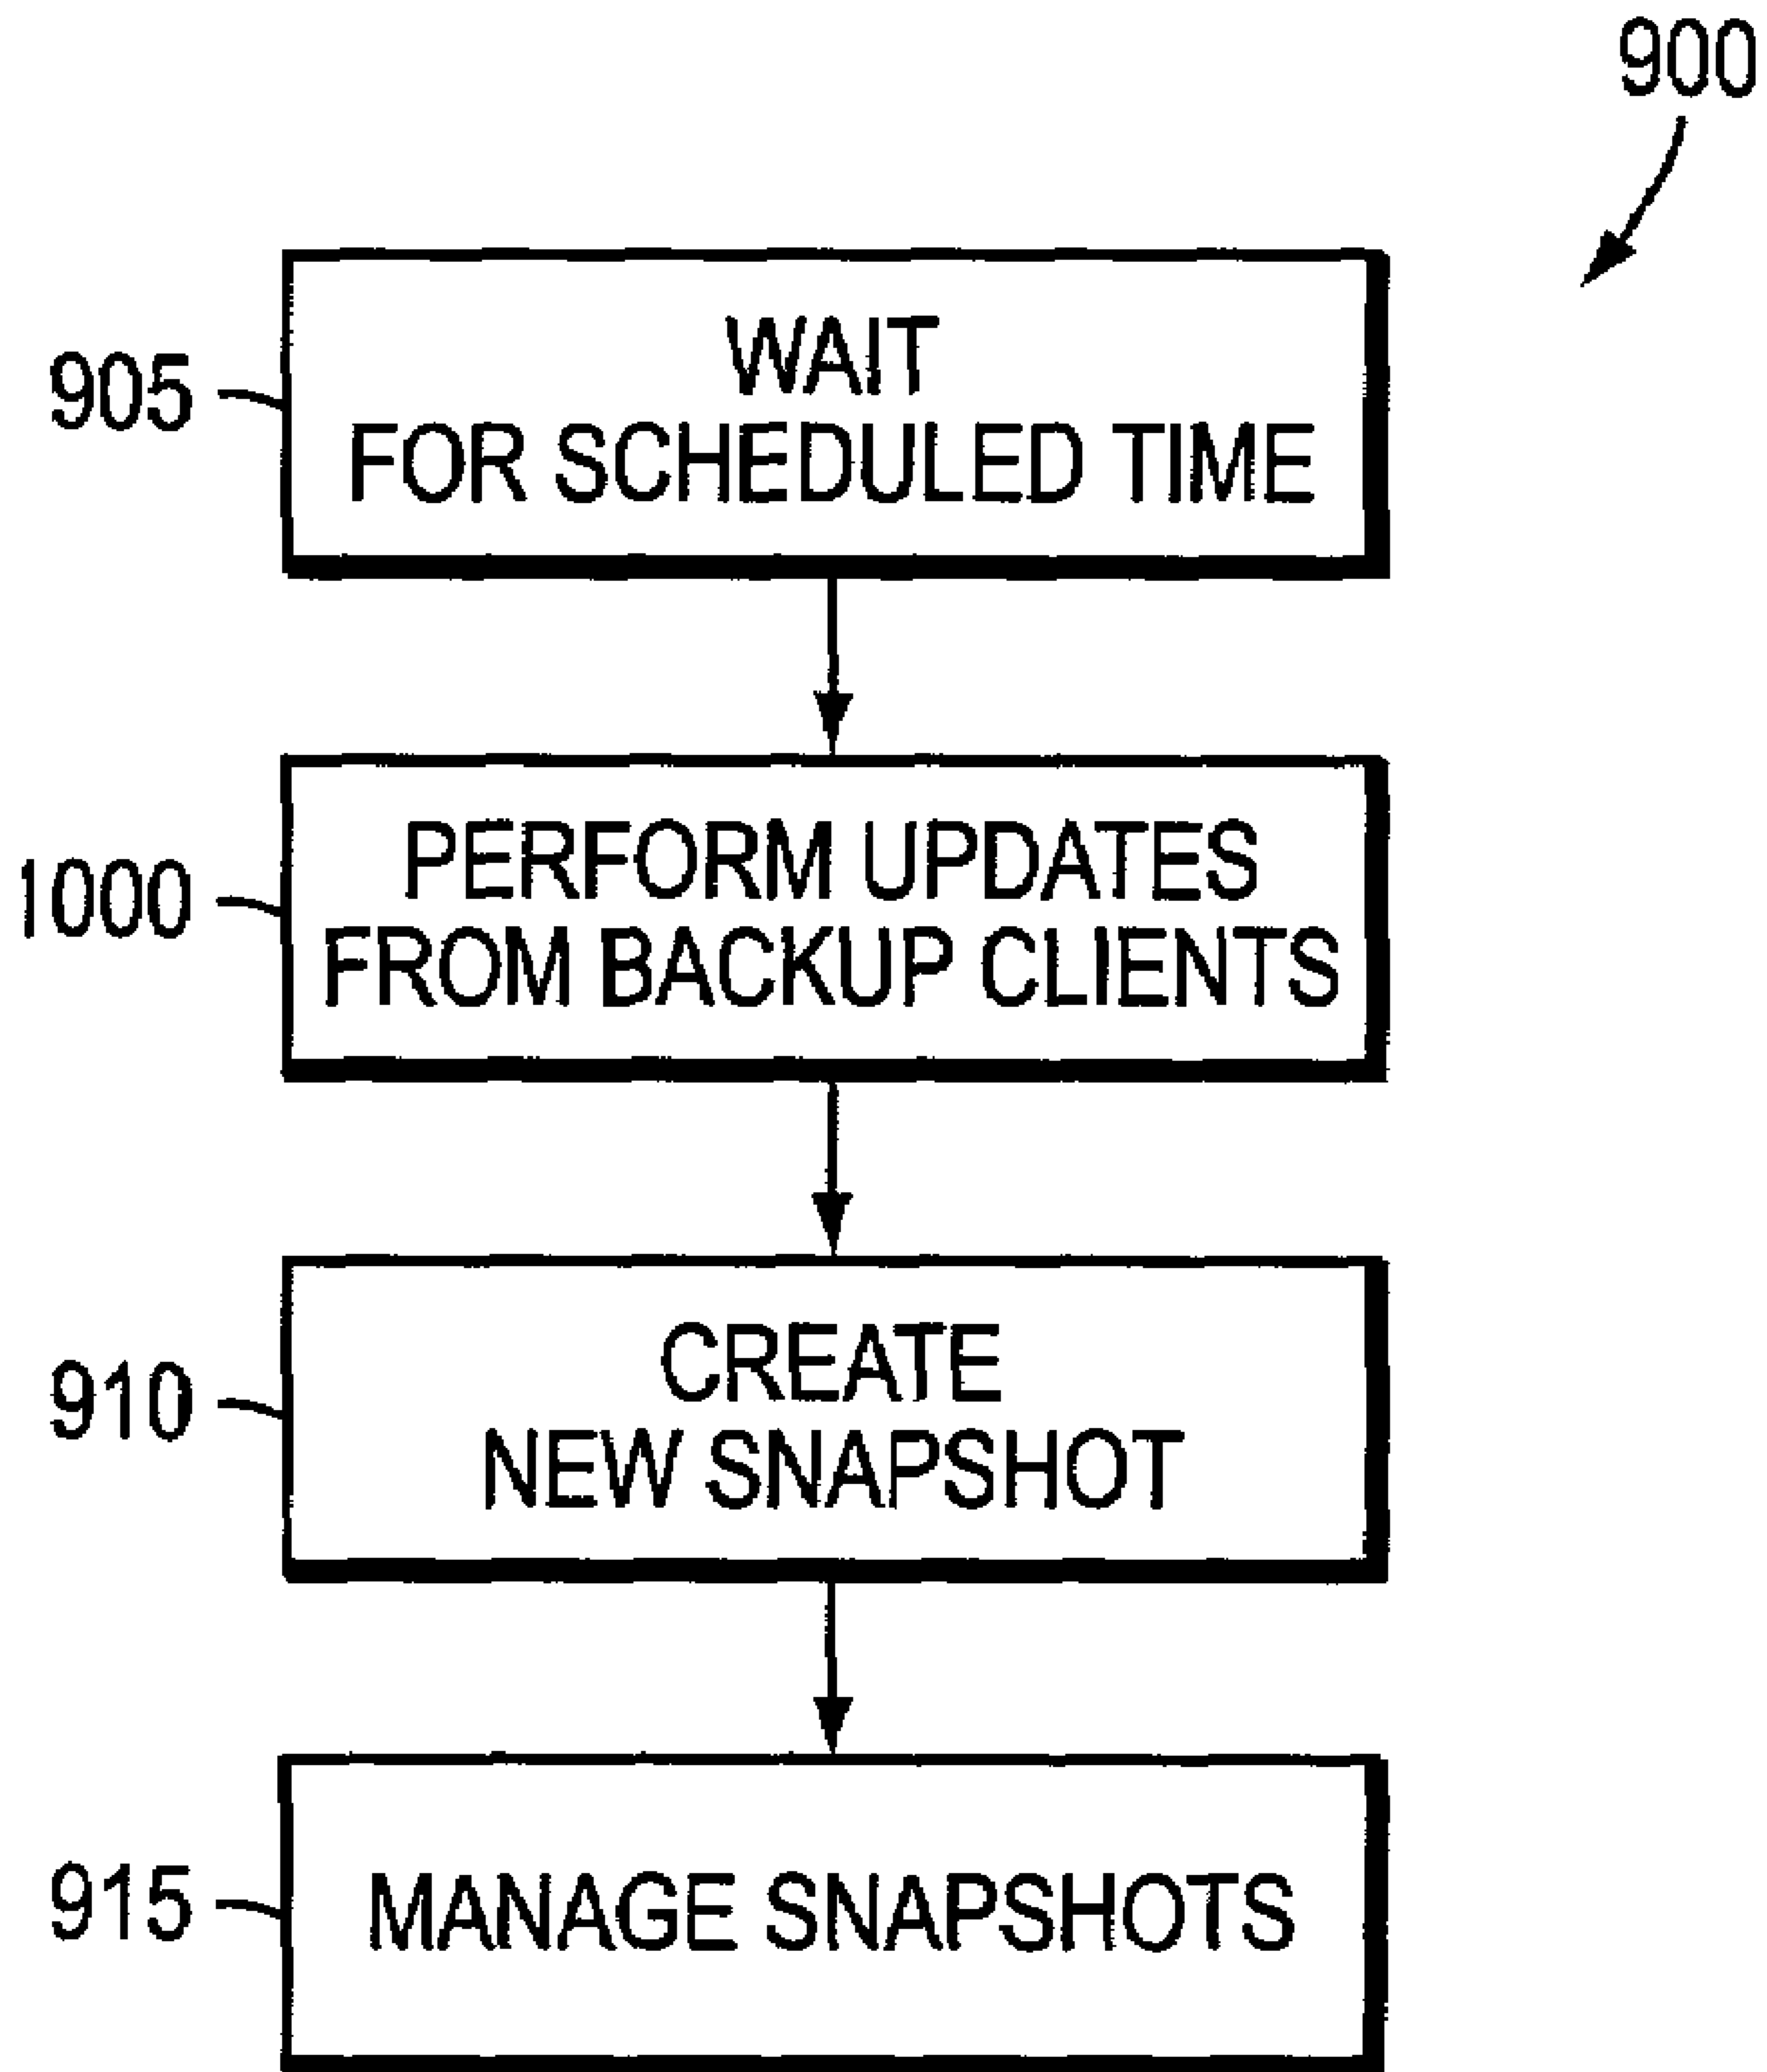 900
905
WAIT
FOR SCHEDULED TIME
1000
PERFORM UPDATES
FROM BACKUP CLIENTS
910
CREATE
NEW SNAPSHOT
915
MANAGE SNAPSHOTS